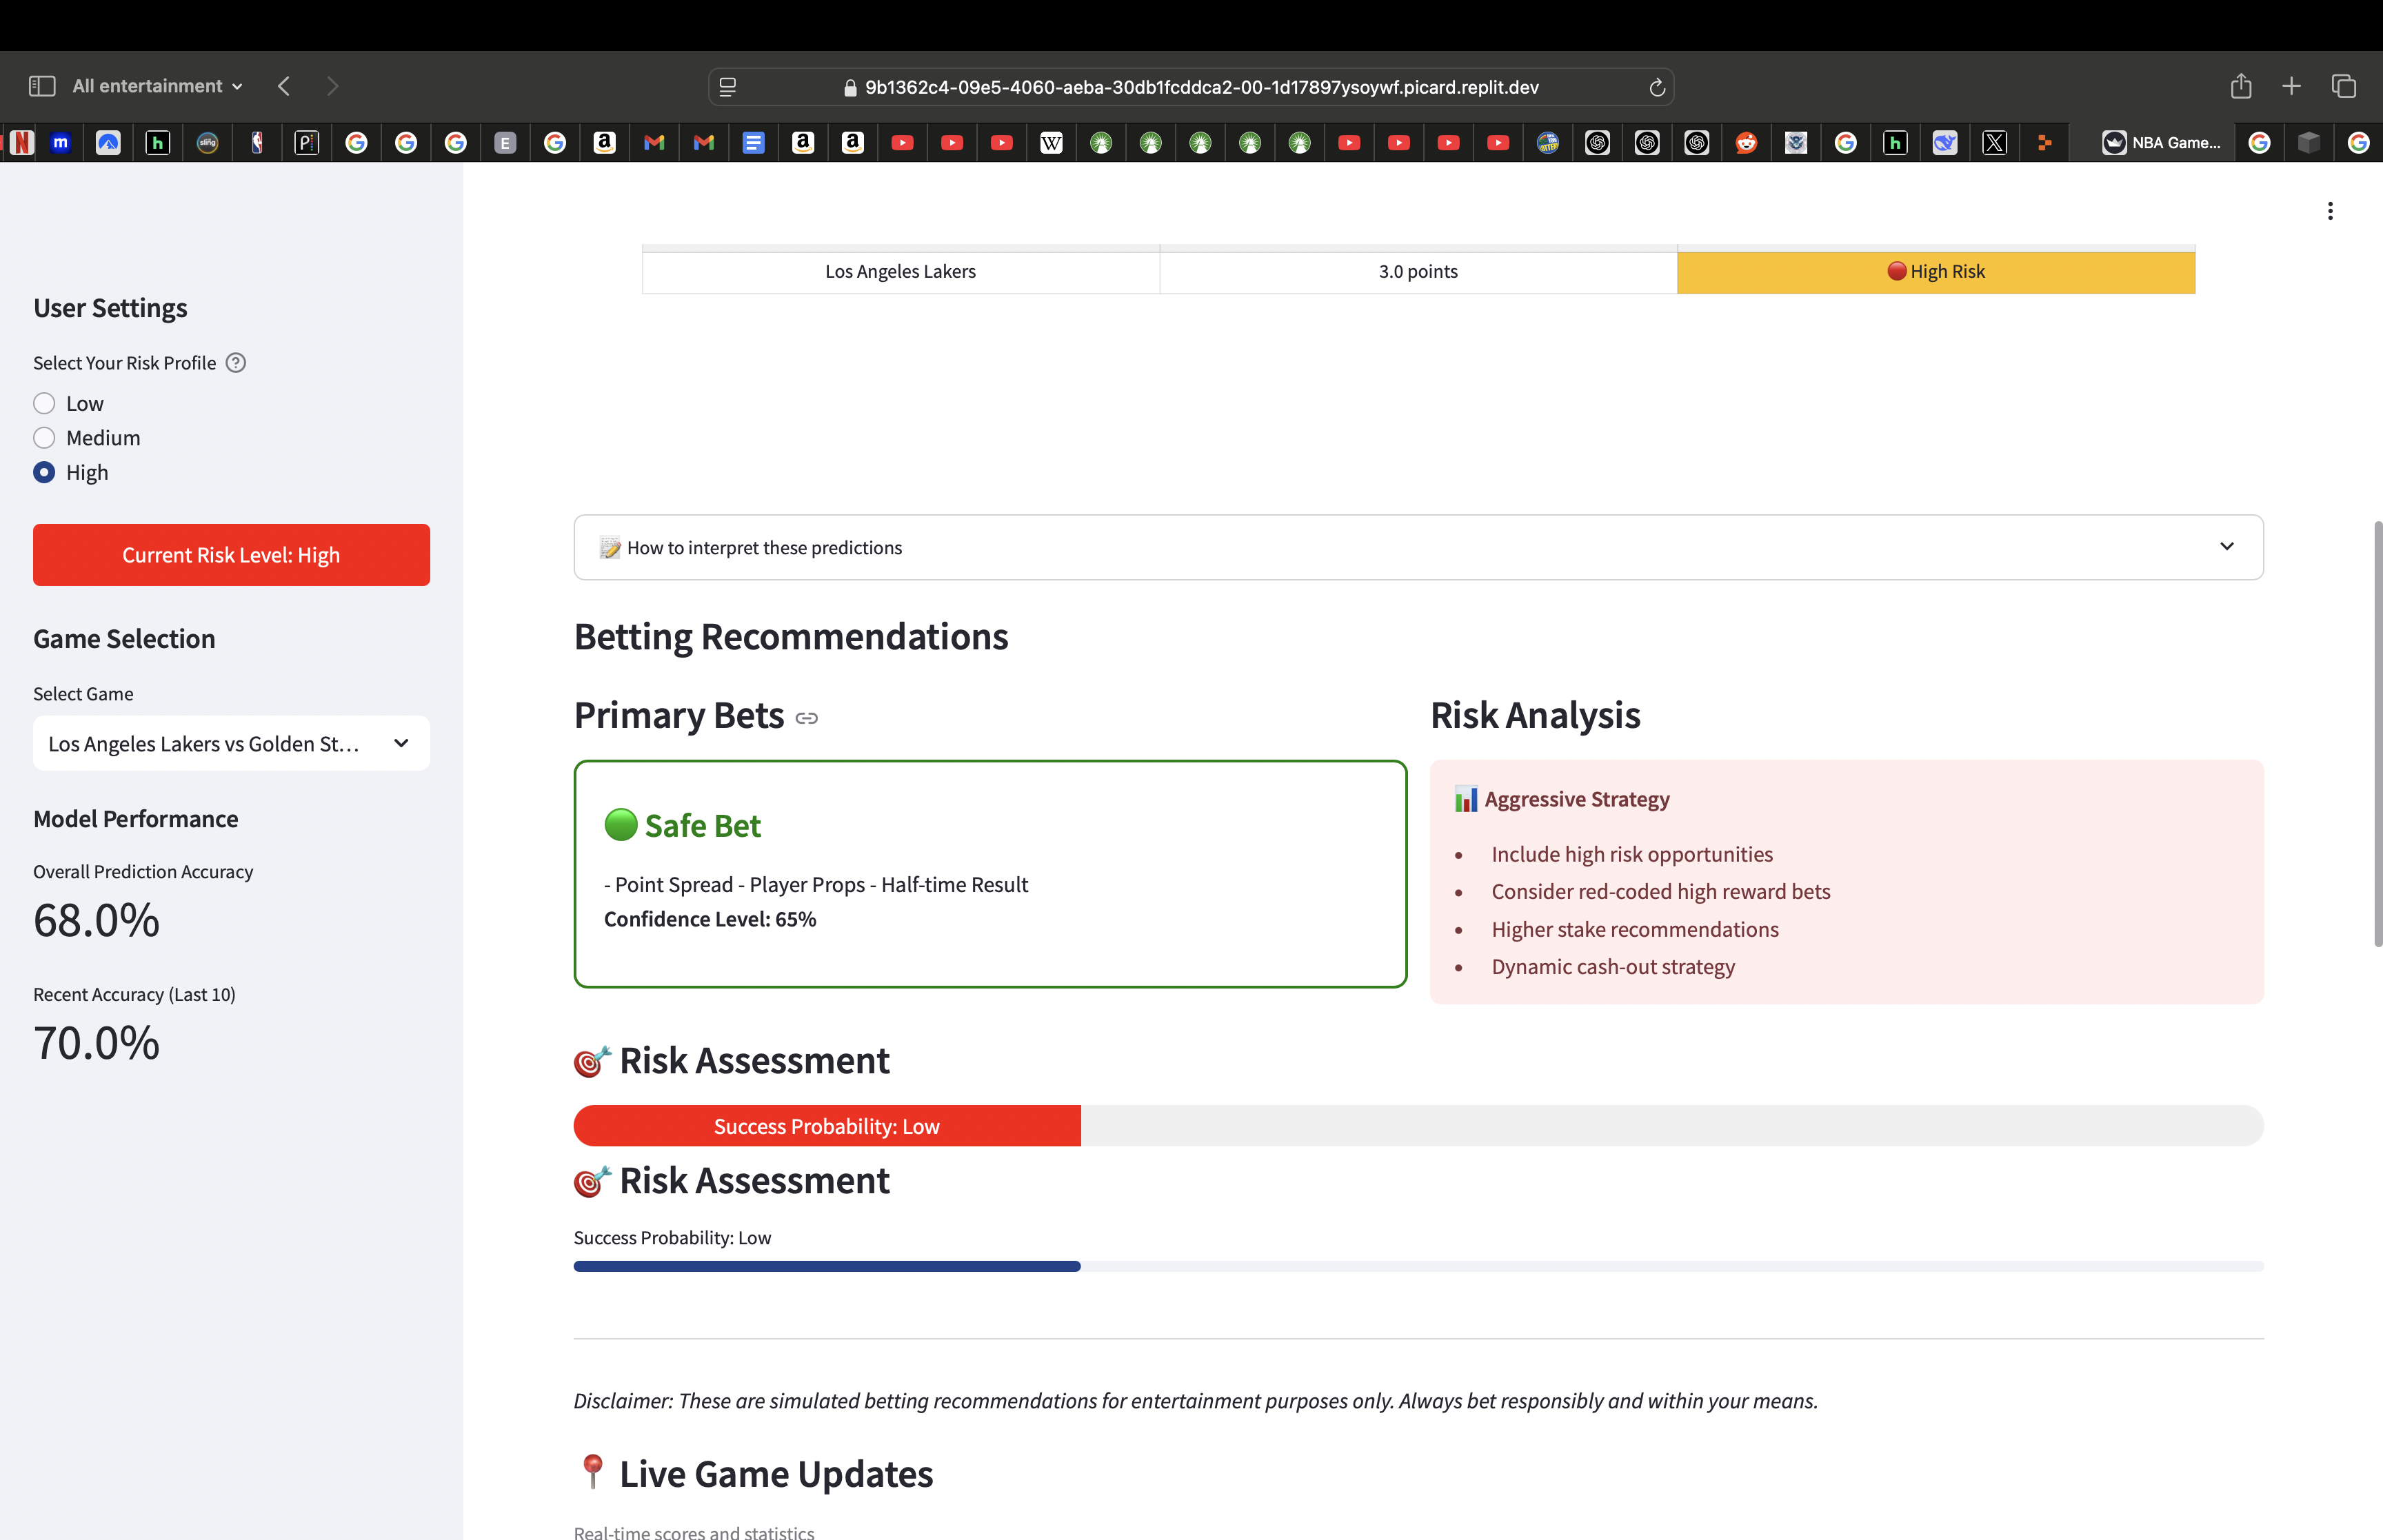 All entertainment
9b1362c4-09e5-4060-aeba-30db1fcddca2-00-1d17897ysoywf.picard.replit.dev
NBA Game...
User Settings
Select Your Risk Profile
Low
Medium
High
Current Risk Level: High
Game Selection
Select Game
Los Angeles Lakers vs Golden St...
Model Performance
Overall Prediction Accuracy
68.0%
Recent Accuracy (Last 10)
70.0%
Los Angeles Lakers 3.0 points 🔴 High Risk
📝 How to interpret these predictions
Betting Recommendations
Primary Bets
🟢 Safe Bet
- Point Spread - Player Props - Half-time Result
Confidence Level: 65%
Risk Analysis
📊 Aggressive Strategy
• Include high risk opportunities
• Consider red-coded high reward bets
• Higher stake recommendations
• Dynamic cash-out strategy
🎯 Risk Assessment
Success Probability: Low
🎯 Risk Assessment
Success Probability: Low
Disclaimer: These are simulated betting recommendations for entertainment purposes only. Always bet responsibly and within your means.
📍 Live Game Updates
Real-time scores and statistics